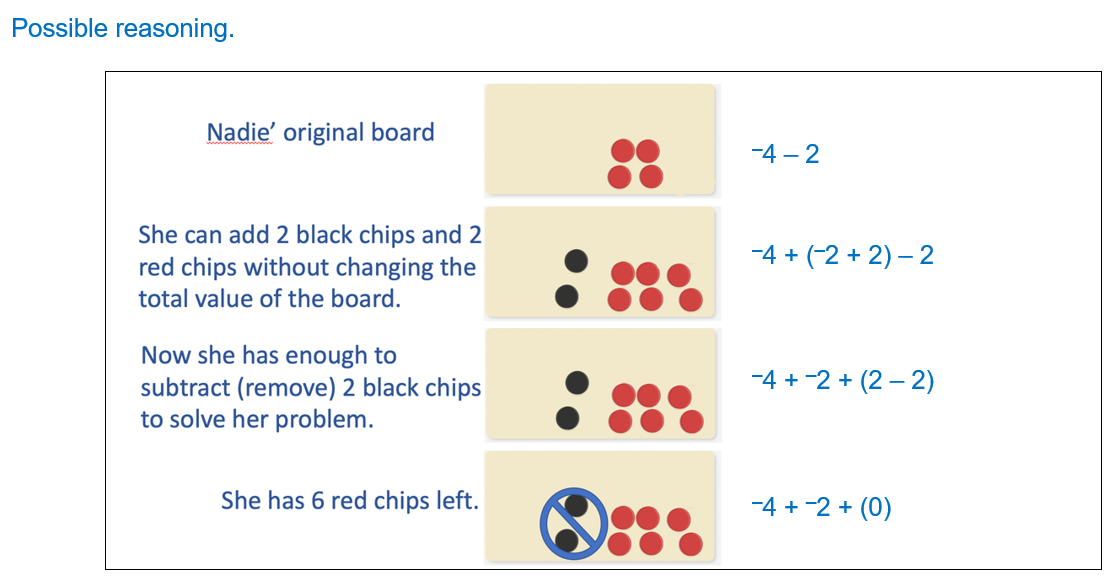 Possible reasoning.
Nadie’ original board
⁻4 – 2
She can add 2 black chips and 2
red chips without changing the
total value of the board.
⁻4 + (⁻2 + 2) – 2
Now she has enough to
subtract (remove) 2 black chips
to solve her problem.
⁻4 + ⁻2 + (2 – 2)
She has 6 red chips left.
⁻4 + ⁻2 + (0)